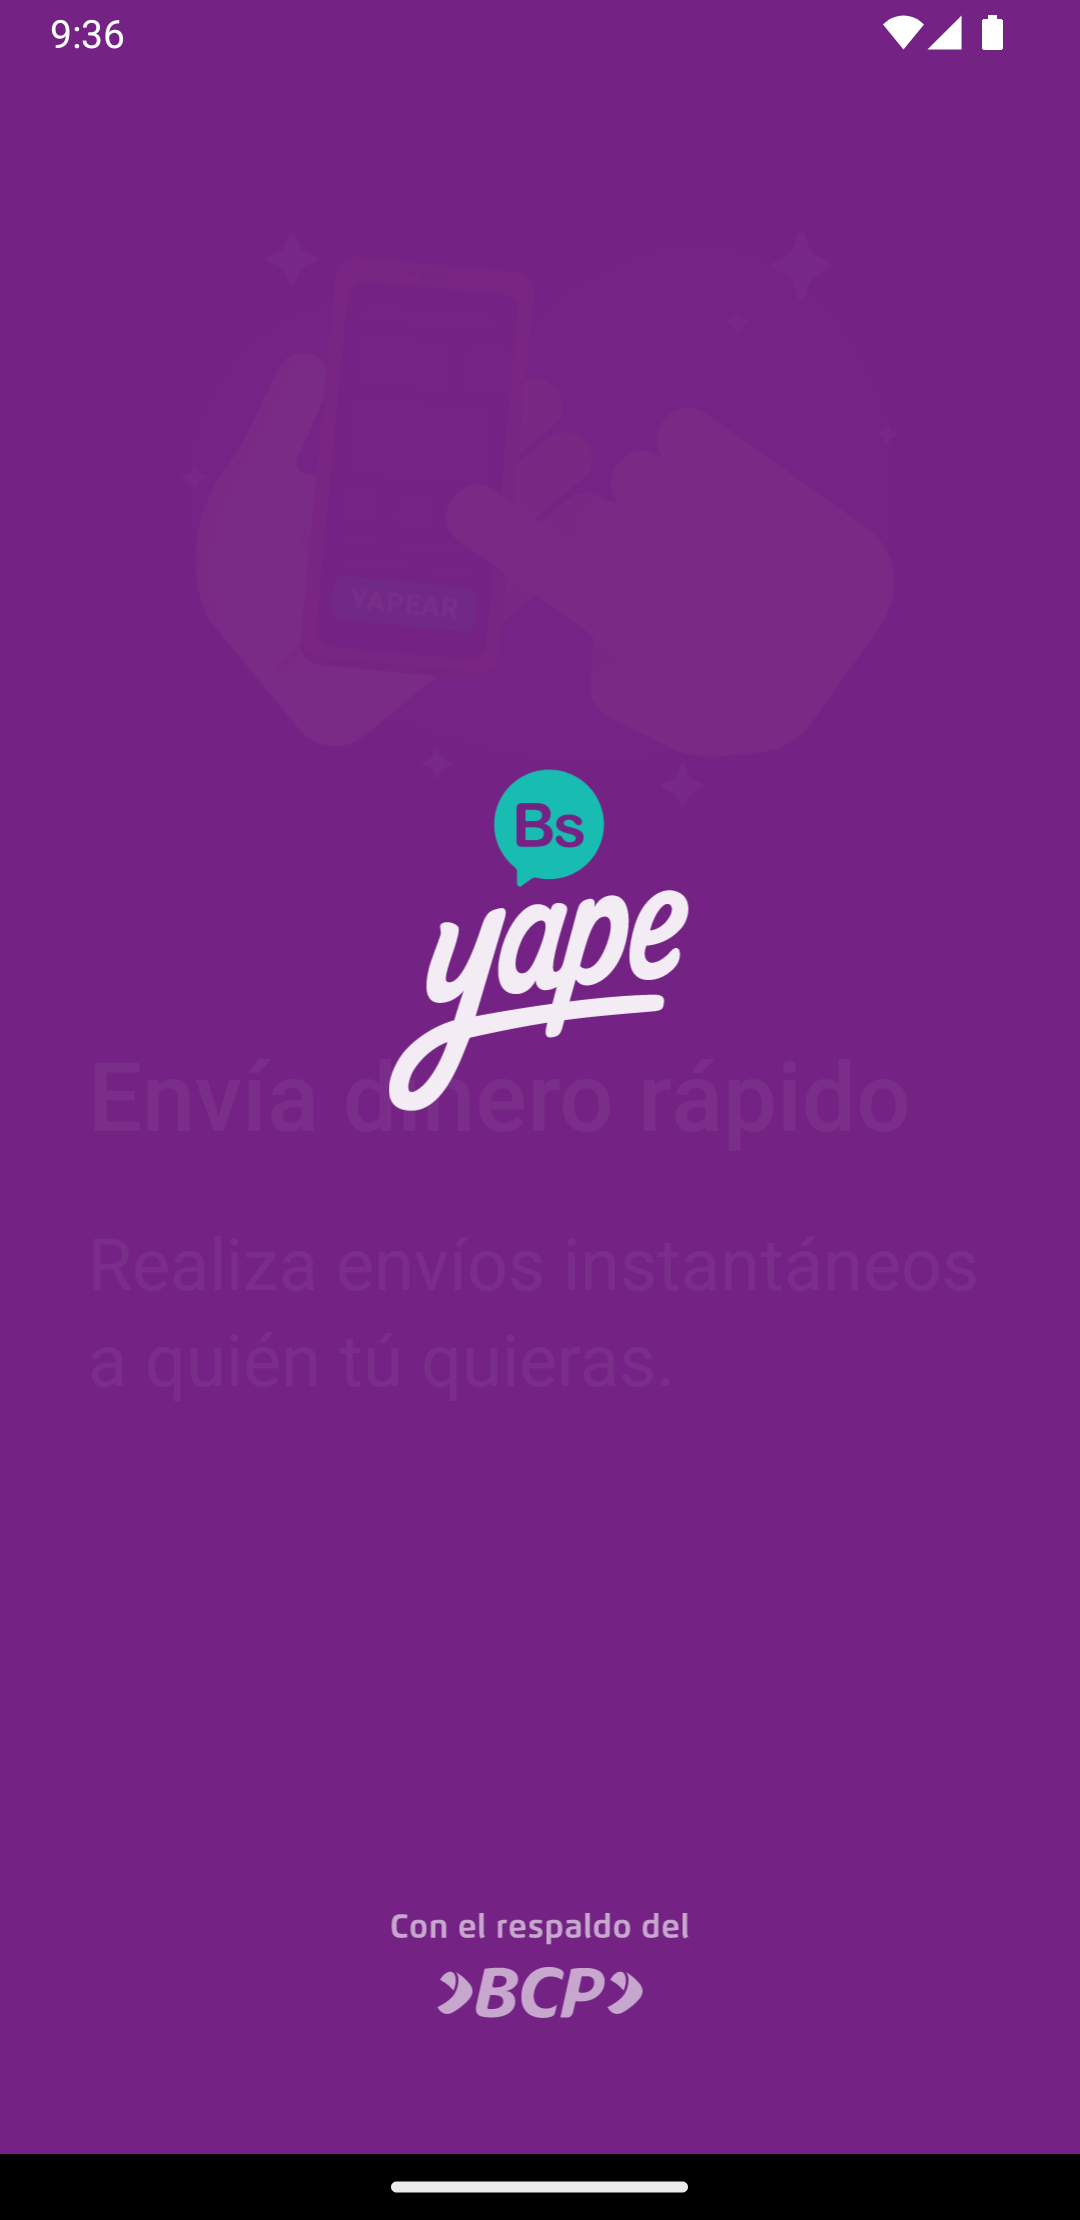 9:36
YAPEAR
Bs
yape
Envía dinero rápido
Realiza envíos instantáneos
a quién tú quieras.
Con el respaldo del
BCP